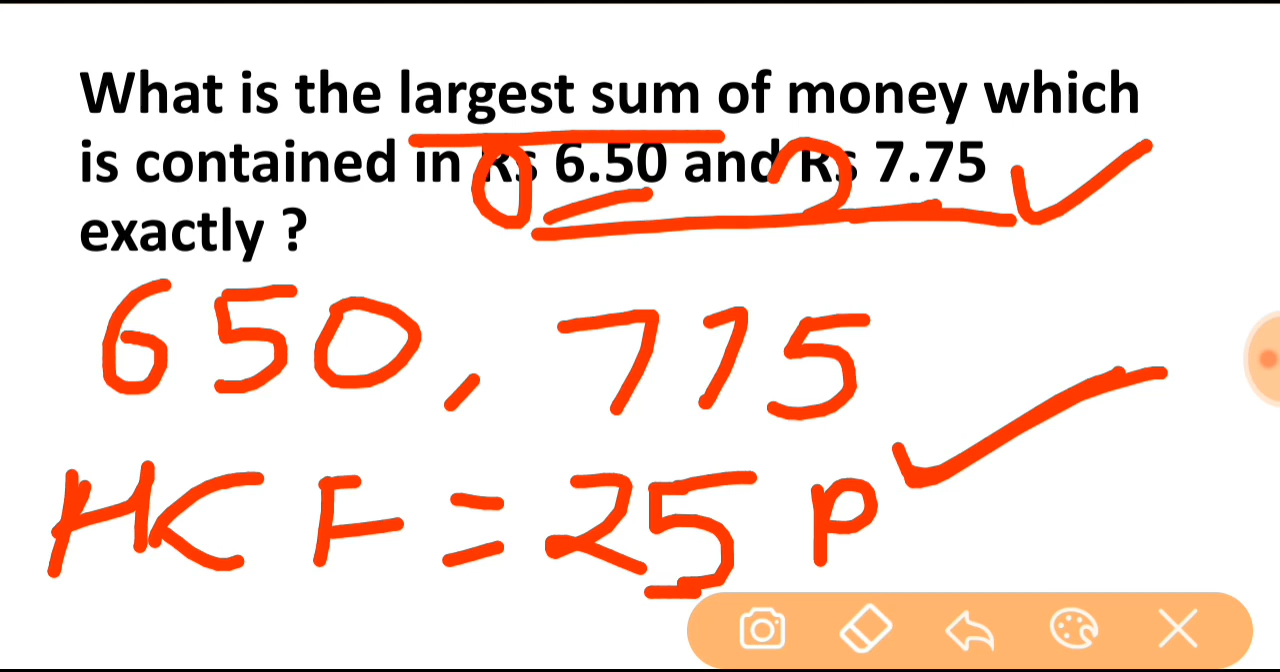 What is the largest sum of money which
is contained in Rs 6.50 and Rs 7.75
exactly ?
650, 775
HCF = 25 P